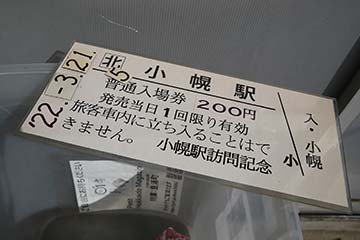 '22.-3.21.
北-5
小幌駅
普通入場券 200円
発売当日1回限り有効
旅客車内に立ち入ることはで
きません。
小幌駅訪問記念
入・小幌
小